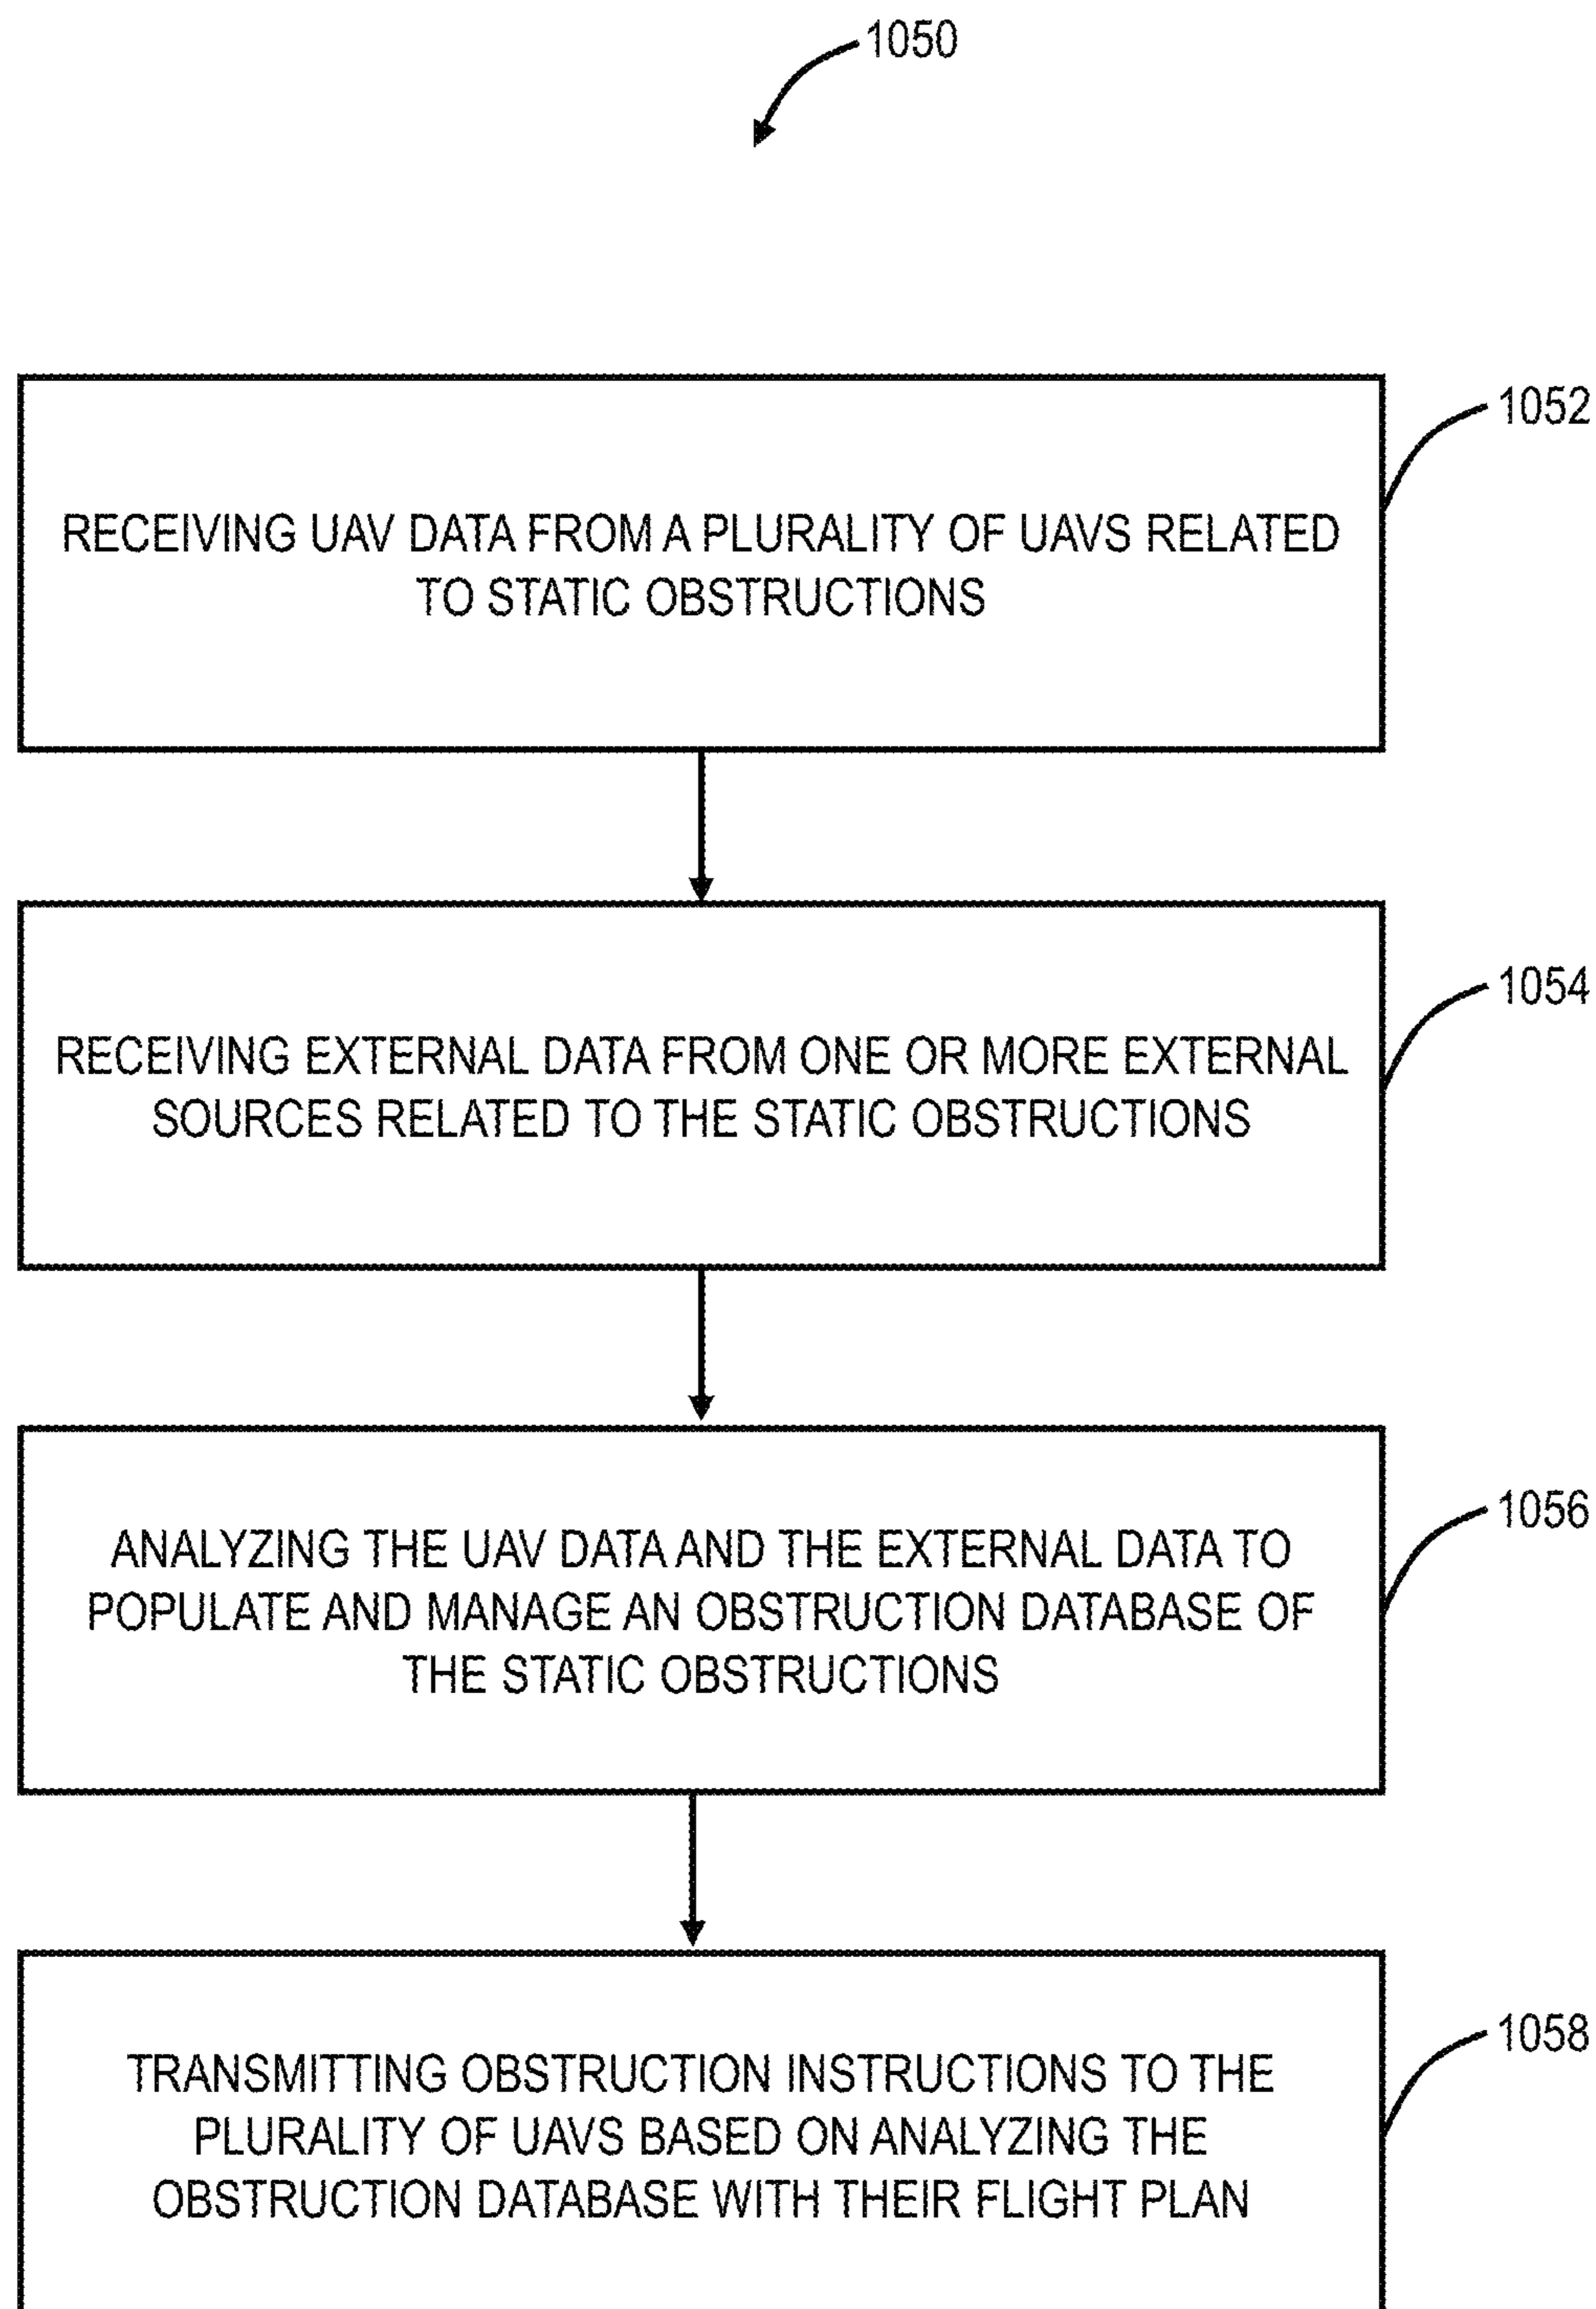 1050
RECEIVING UAV DATA FROM A PLURALITY OF UAVS RELATED
TO STATIC OBSTRUCTIONS
1052
RECEIVING EXTERNAL DATA FROM ONE OR MORE EXTERNAL
SOURCES RELATED TO THE STATIC OBSTRUCTIONS
1054
ANALYZING THE UAV DATA AND THE EXTERNAL DATA TO
POPULATE AND MANAGE AN OBSTRUCTION DATABASE OF
THE STATIC OBSTRUCTIONS
1056
TRANSMITTING OBSTRUCTION INSTRUCTIONS TO THE
PLURALITY OF UAVS BASED ON ANALYZING THE
OBSTRUCTION DATABASE WITH THEIR FLIGHT PLAN
1058